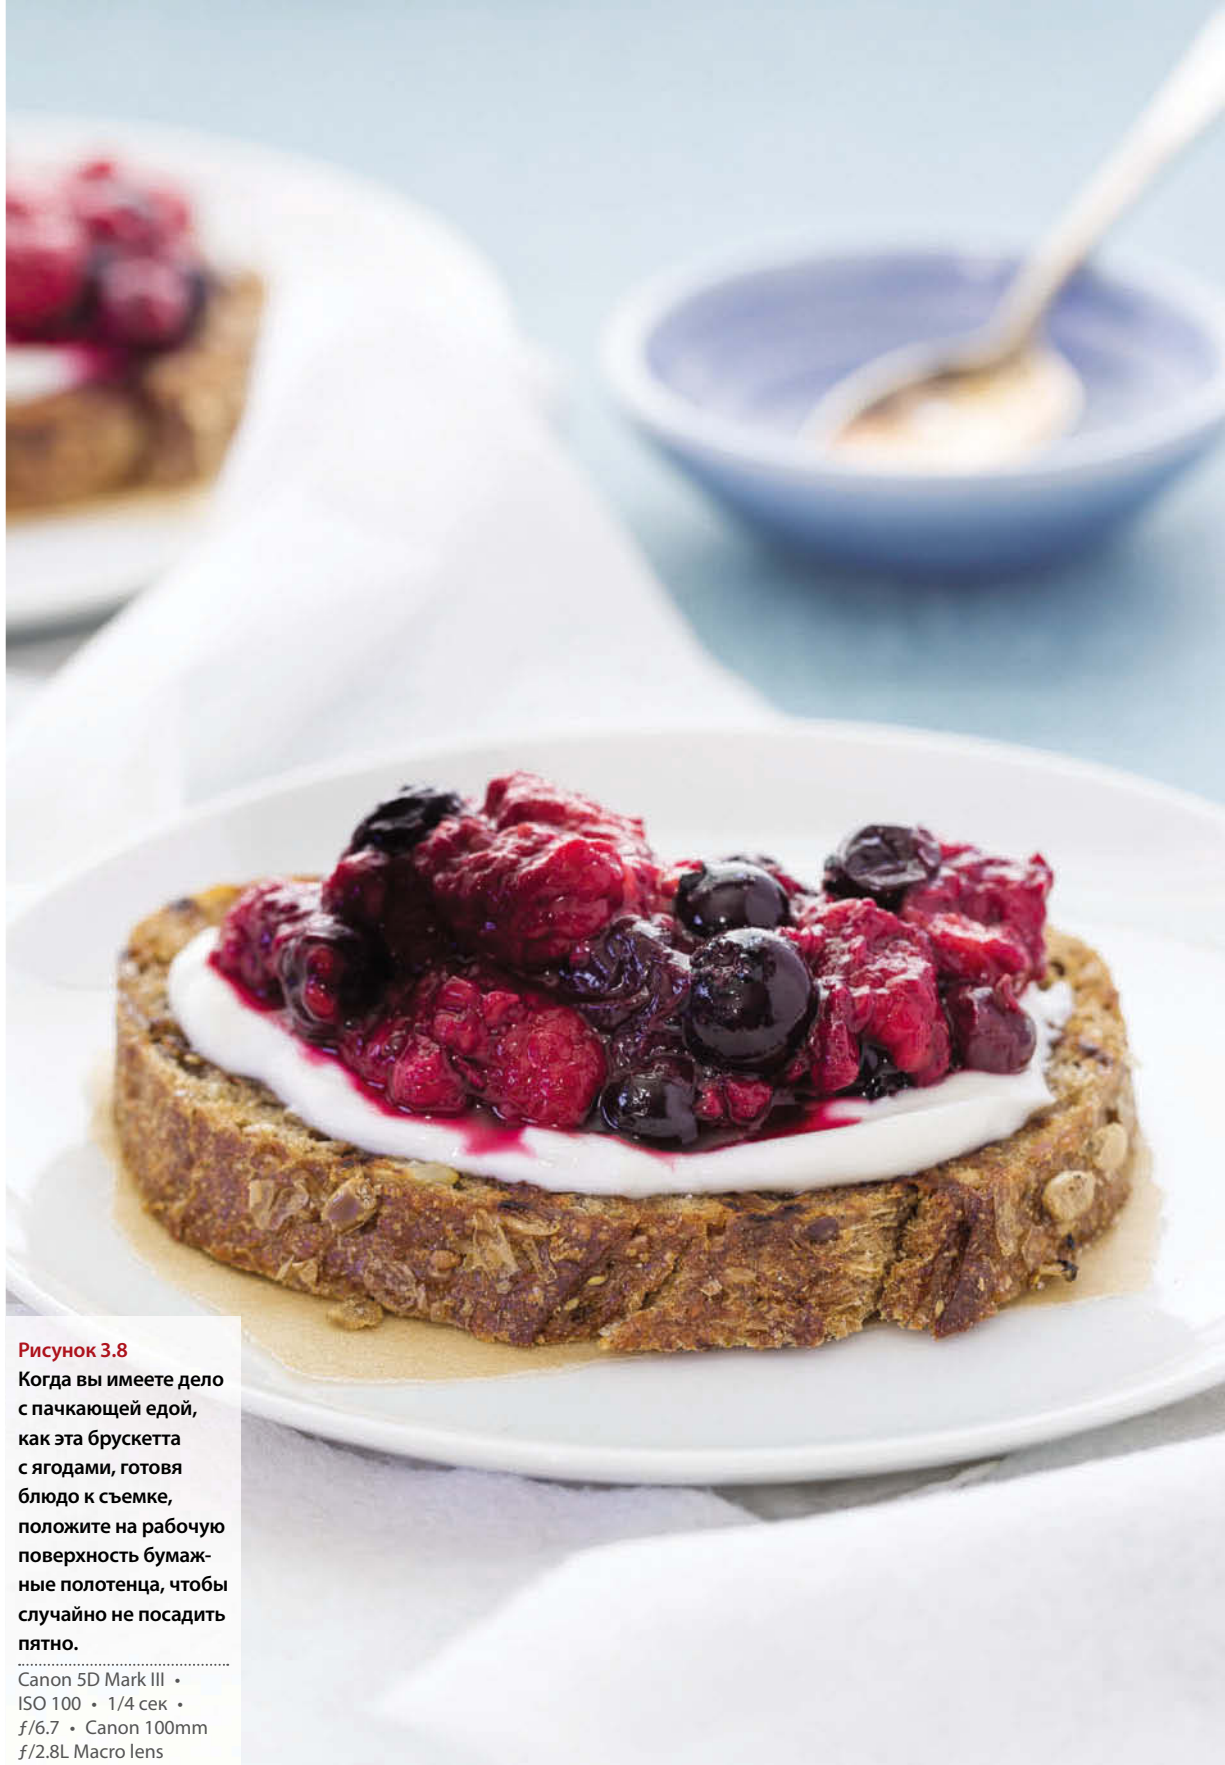 Рисунок 3.8
Когда вы имеете дело
с пачкающей едой,
как эта брускетта
с ягодами, готовя
блюдо к съемке,
положите на рабочую
поверхность бумаж-
ные полотенца, чтобы
случайно не посадить
пятно.
Canon 5D Mark III •
ISO 100 • 1/4 сек •
ƒ/6.7 • Canon 100mm
ƒ/2.8L Macro lens